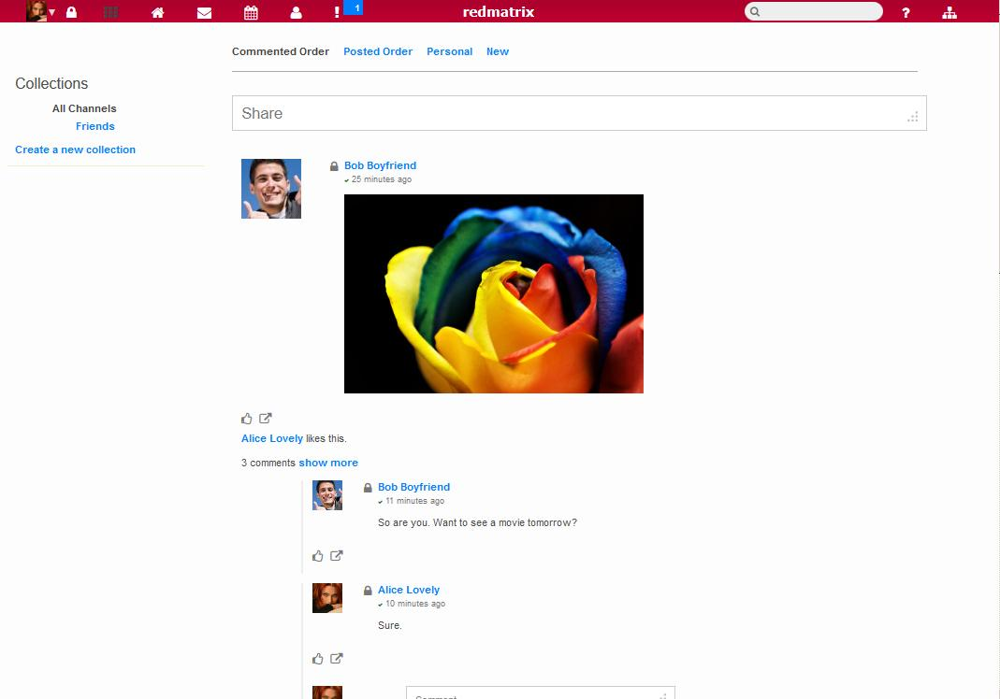 1
redmatrix
?
Commented Order Posted Order Personal New
Collections
All Channels
Friends
Create a new collection
Share
Bob Boyfriend
25 minutes ago
Alice Lovely likes this.
3 comments show more
Bob Boyfriend
11 minutes ago
So are you. Want to see a movie tomorrow?
Alice Lovely
10 minutes ago
Sure.
Comment